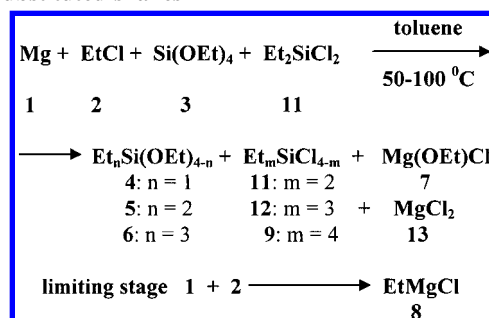 toluene
Mg + EtCl + Si(OEt)₄ + Et₂SiCl₂
50-100 ⁰C
1 2 3 11
EtₙSi(OEt)₄₋ₙ + EtₘSiCl₄₋ₘ + Mg(OEt)Cl
4: n = 1 11: m = 2 7
5: n = 2 12: m = 3 + MgCl₂
6: n = 3 9: m = 4 13
limiting stage 1 + 2 EtMgCl
8